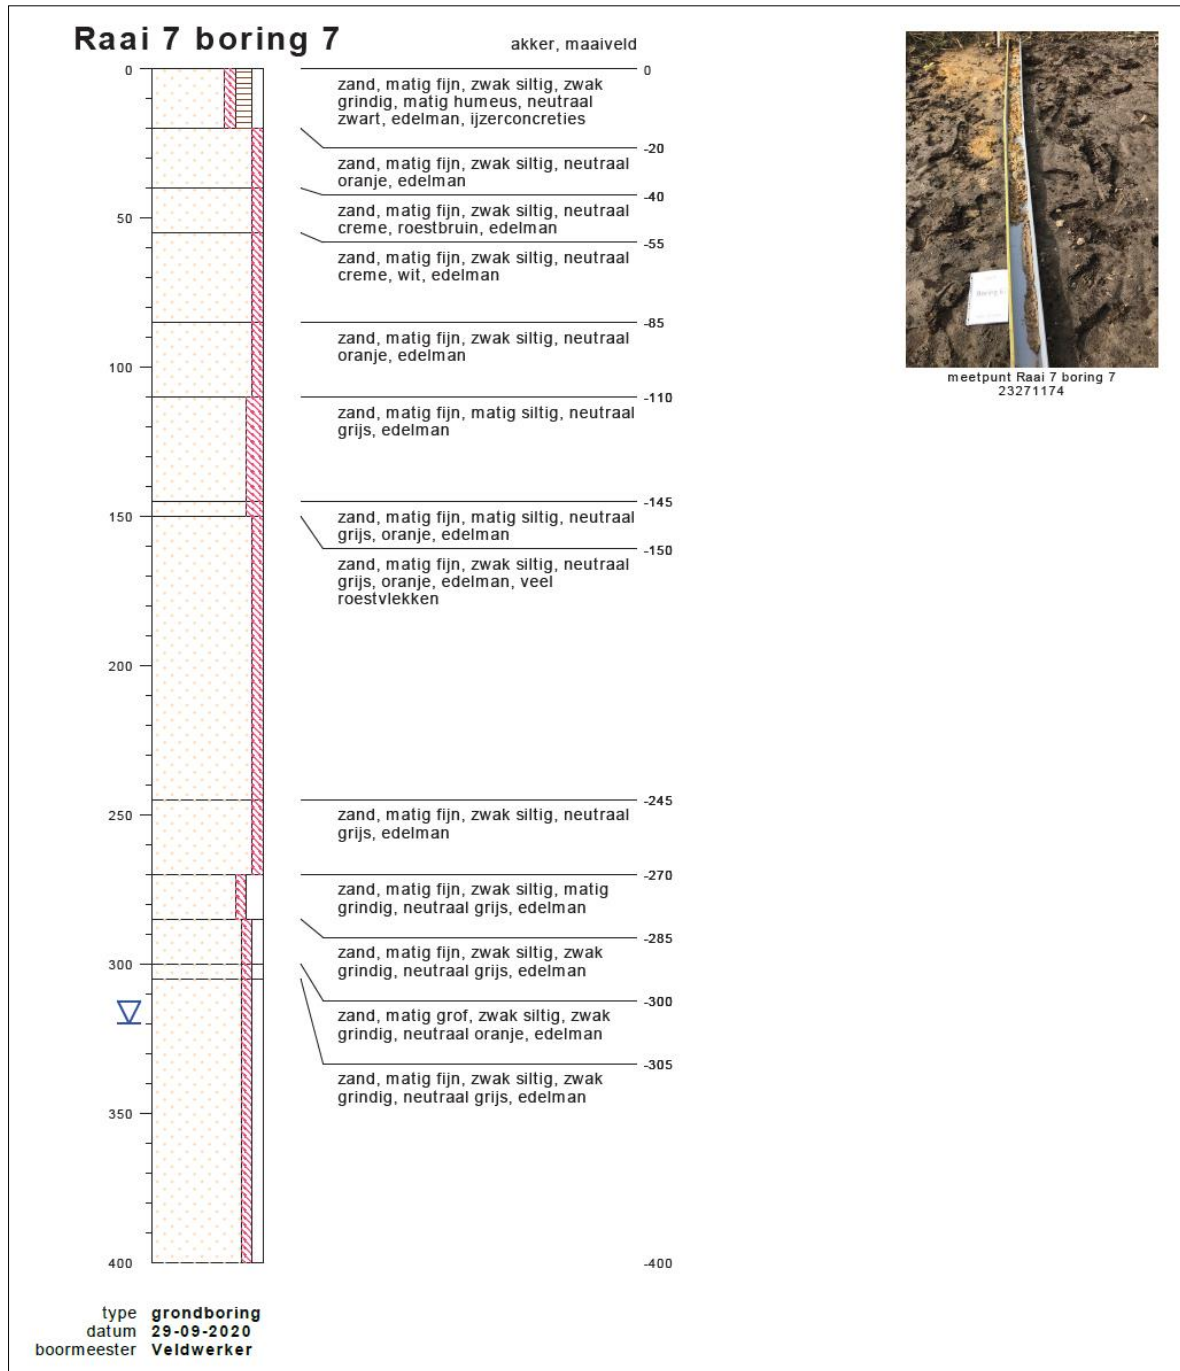 Raai 7 boring 7
akker, maaiveld
0
0
zand, matig fijn, zwak siltig, zwak
grindig, matig humeus, neutraal
zwart, edelman, ijzerconcreties
-20
zand, matig fijn, zwak siltig, neutraal
oranje, edelman
-40
zand, matig fijn, zwak siltig, neutraal
creme, roestbruin, edelman
50
-55
zand, matig fijn, zwak siltig, neutraal
creme, wit, edelman
-85
zand, matig fijn, zwak siltig, neutraal
oranje, edelman
100
-110
zand, matig fijn, matig siltig, neutraal
grijs, edelman
-145
150
zand, matig fijn, matig siltig, neutraal
grijs, oranje, edelman
-150
zand, matig fijn, zwak siltig, neutraal
grijs, oranje, edelman, veel
roestvlekken
200
-245
250
zand, matig fijn, zwak siltig, neutraal
grijs, edelman
-270
zand, matig fijn, zwak siltig, matig
grindig, neutraal grijs, edelman
-285
zand, matig fijn, zwak siltig, zwak
grindig, neutraal grijs, edelman
300
-300
zand, matig grof, zwak siltig, zwak
grindig, neutraal oranje, edelman
-305
zand, matig fijn, zwak siltig, zwak
grindig, neutraal grijs, edelman
350
400
-400
meetpunt Raai 7 boring 7
23271174
type grondboring
datum 29-09-2020
boormeester Veldwerker